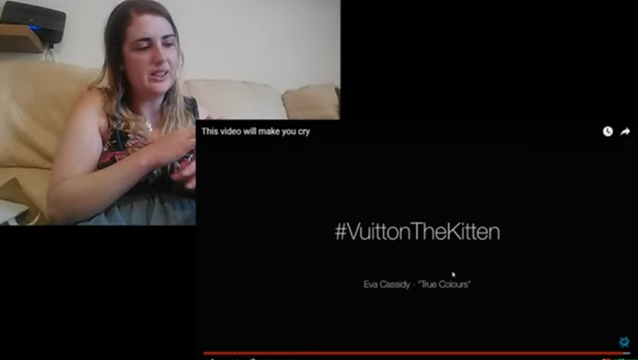 This video will make you cry
#VuittonTheKitten
Eva Cassidy - "True Colours"